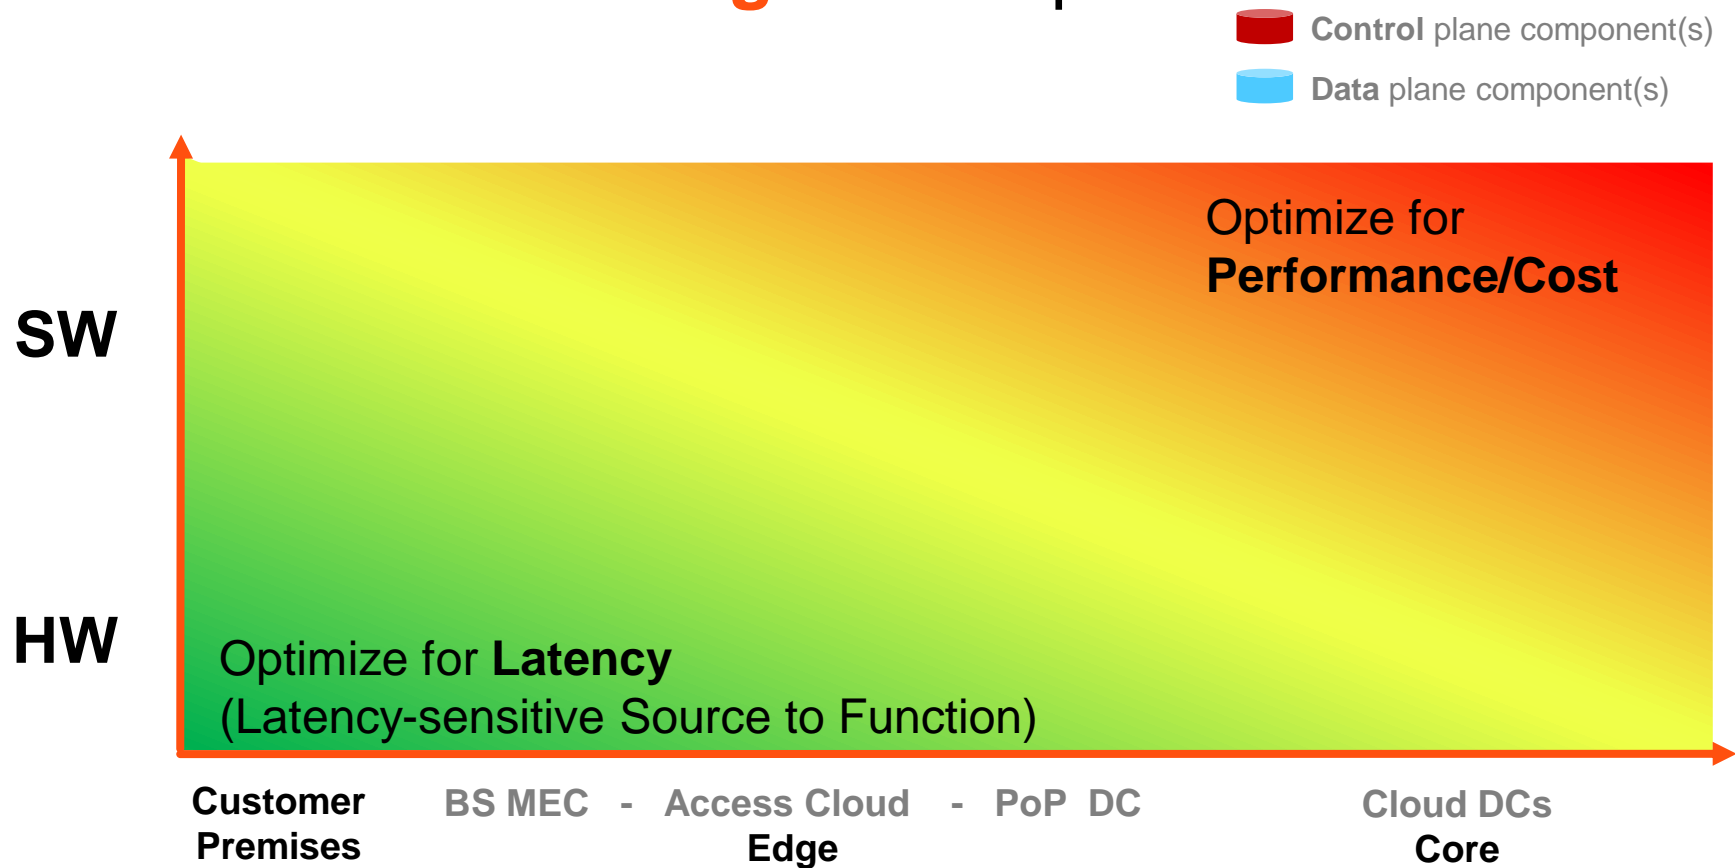 Control plane component(s)
Data plane component(s)
Optimize for
Performance/Cost
SW
HW
Optimize for Latency
(Latency-sensitive Source to Function)
Customer
Premises
BS MEC - Access Cloud - PoP DC
Edge
Cloud DCs
Core